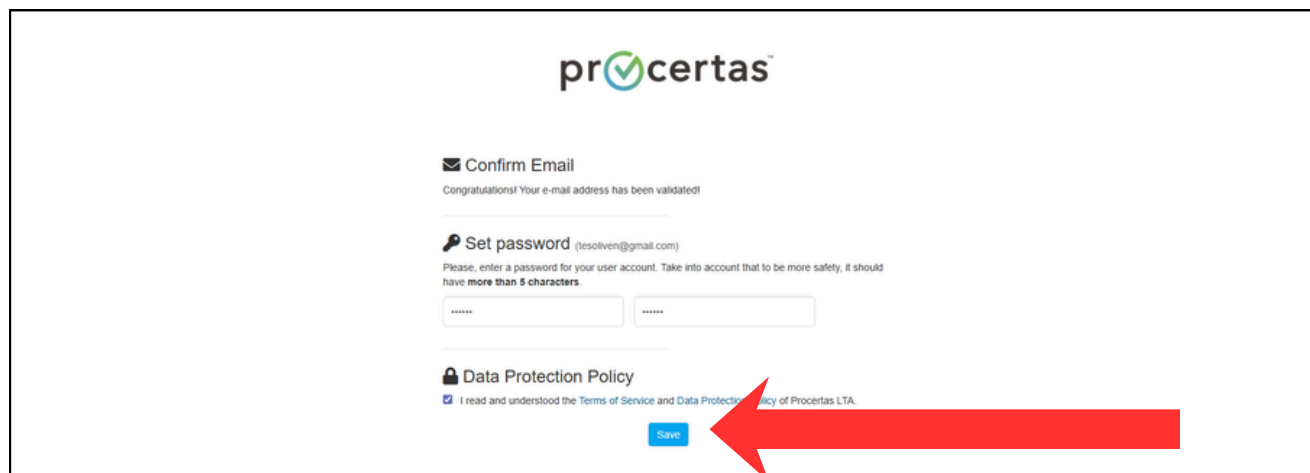 procertas™
Confirm Email
Congratulations! Your e-mail address has been validated!
Set password (tesoliven@gmail.com)
Please, enter a password for your user account. Take into account that to be more safety, it should
have more than 5 characters.
•••••• ••••••
Data Protection Policy
I read and understood the Terms of Service and Data Protection Policy of Procertas LTA.
Save